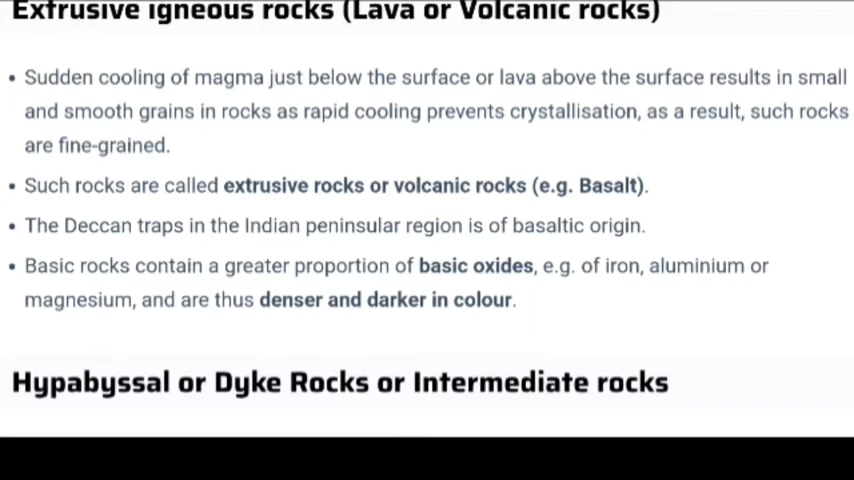 Extrusive igneous rocks (Lava or Volcanic rocks)
• Sudden cooling of magma just below the surface or lava above the surface results in small
and smooth grains in rocks as rapid cooling prevents crystallisation, as a result, such rocks
are fine-grained.
• Such rocks are called extrusive rocks or volcanic rocks (e.g. Basalt).
• The Deccan traps in the Indian peninsular region is of basaltic origin.
• Basic rocks contain a greater proportion of basic oxides, e.g. of iron, aluminium or
magnesium, and are thus denser and darker in colour.
Hypabyssal or Dyke Rocks or Intermediate rocks